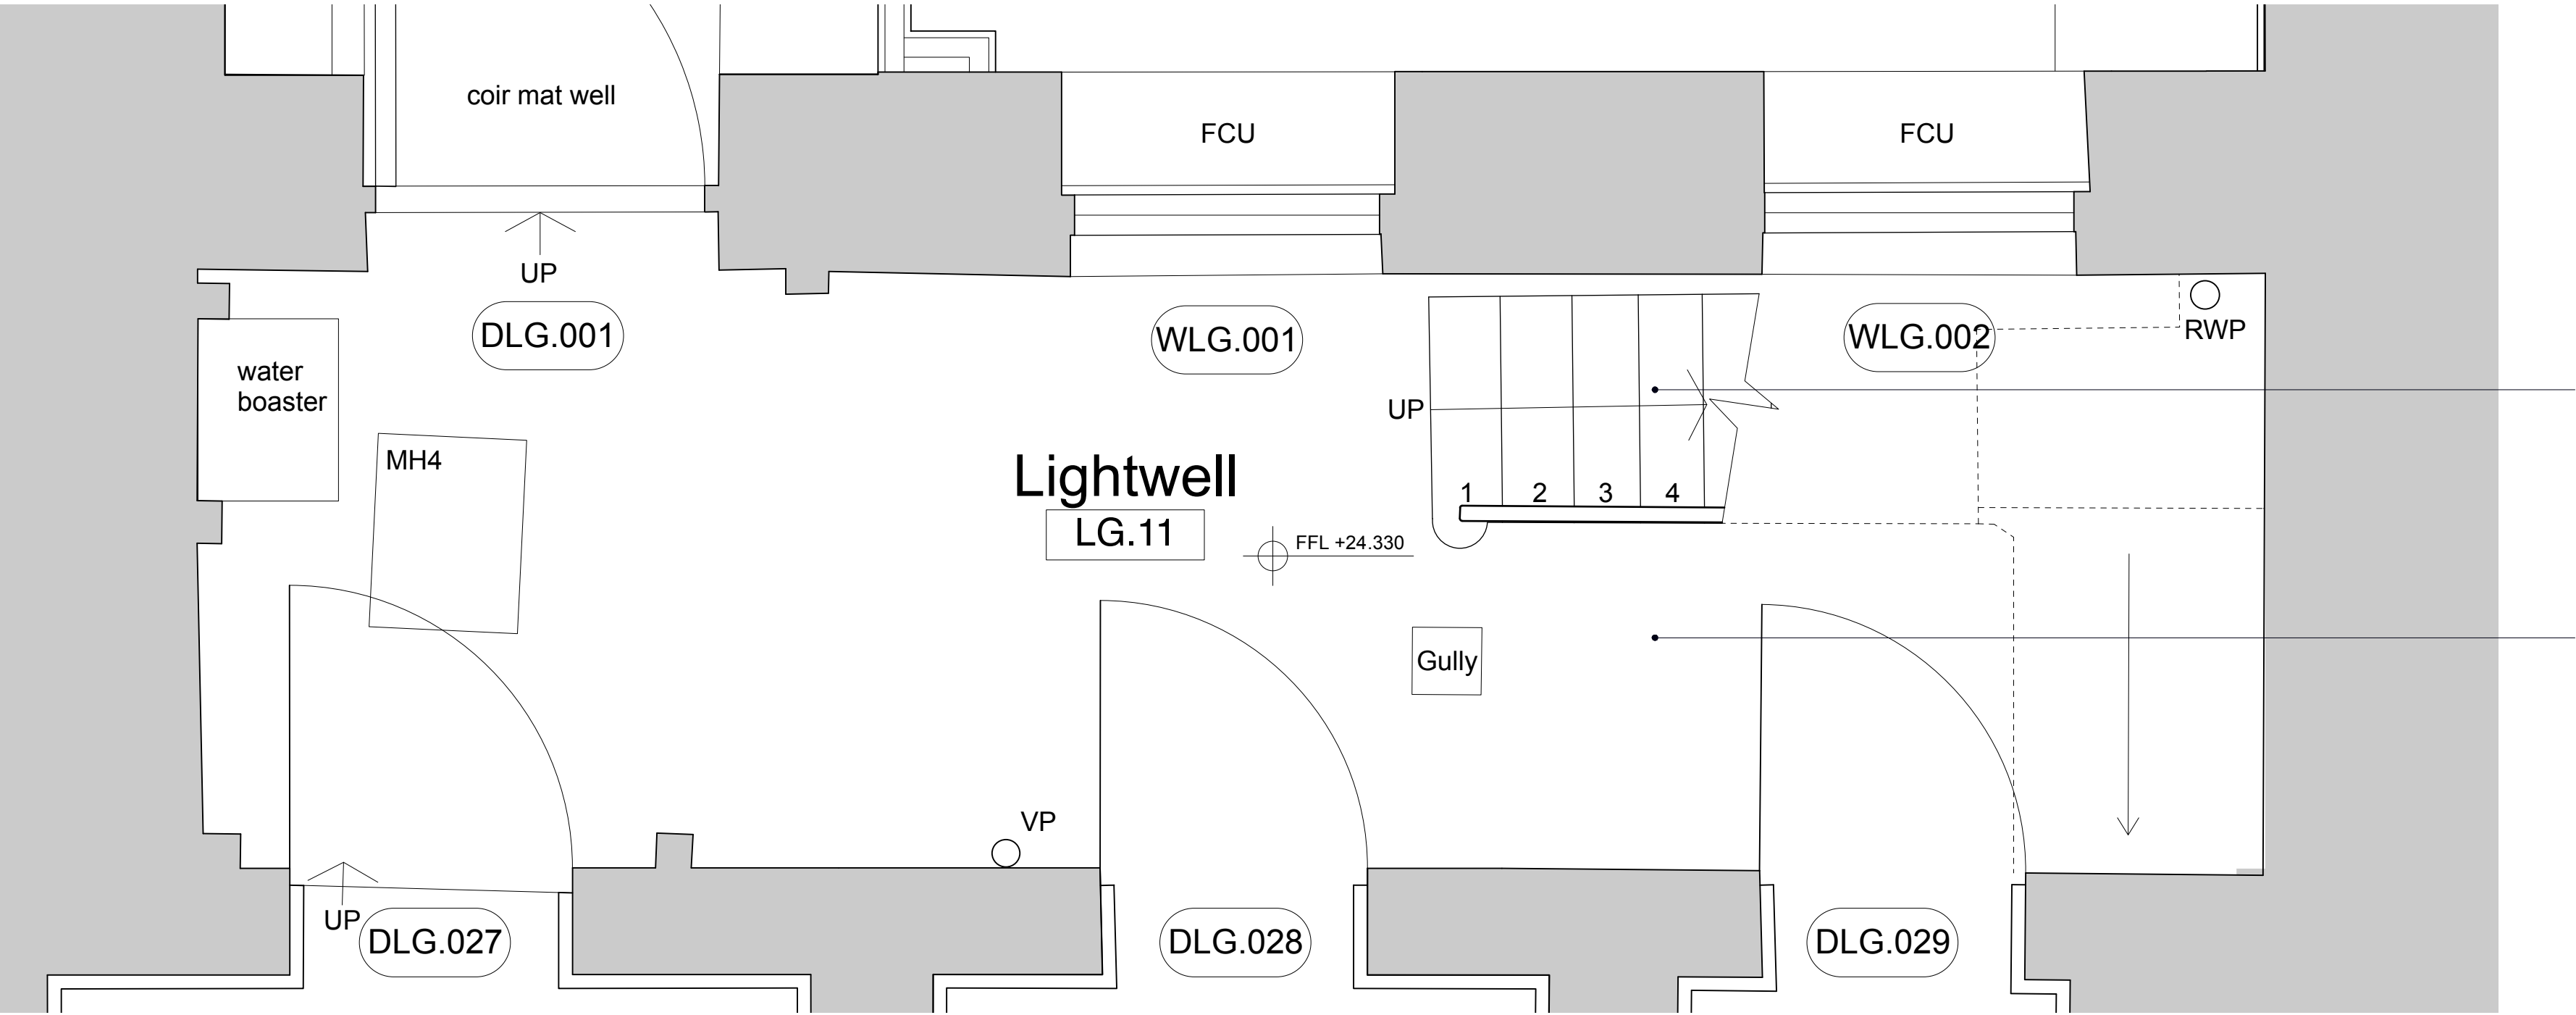 coir mat well
FCU
FCU
UP
DLG.001
WLG.001
WLG.002
RWP
water
boaster
UP
MH4
Lightwell
1 2 3 4
LG.11
FFL +24.330
Gully
VP
UP
DLG.027
DLG.028
DLG.029